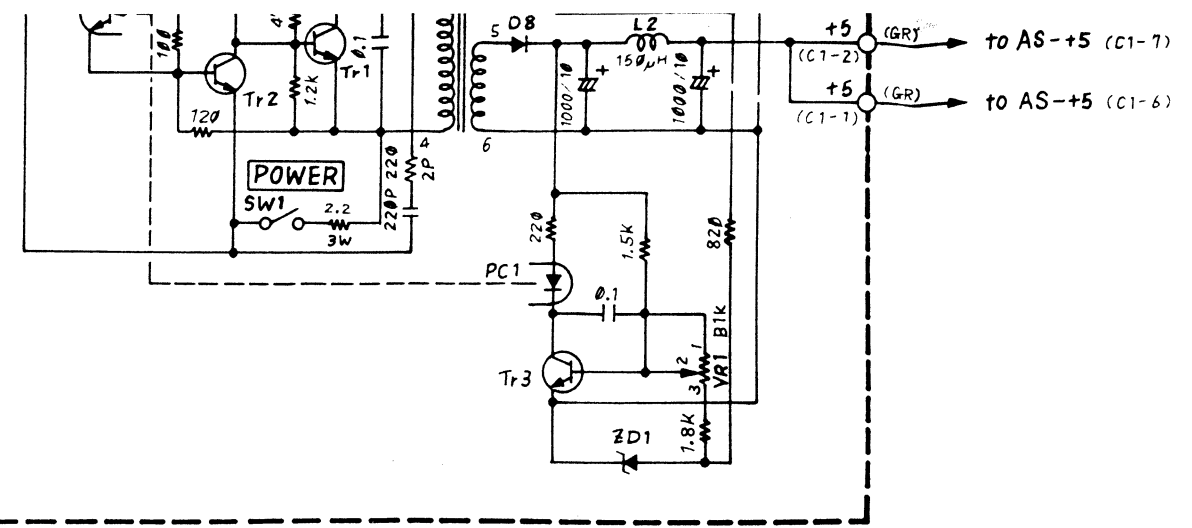 5 D8 L2 +5 (GR) to AS-+5 (C1-7)
100 0.1 150μH (C1-2)
Tr1
+ +
1.2k 1000/10 1000/10
Tr2 +5 (GR) to AS-+5 (C1-6)
120 (C1-1)
4 6
220 2P
POWER
SW1 2.2
3W 220P
220 1.5K 820
PC1
0.1
B1k
1
2
Tr3 VR1
3
1.8K
ZD1